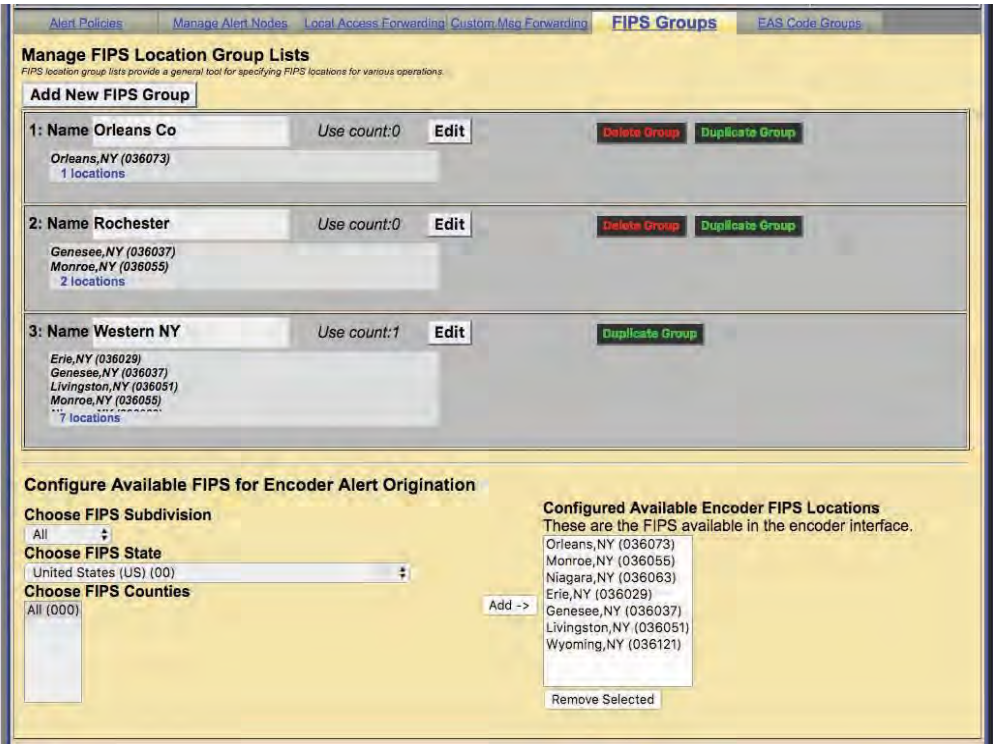 Alert Policies Manage Alert Nodes Local Access Forwarding Custom Msg Forwarding FIPS Groups EAS Code Groups
Manage FIPS Location Group Lists
FIPS location group lists provide a general tool for specifying FIPS locations for various operations.
Add New FIPS Group
1: Name Orleans Co Use count:0 Edit Delete Group Duplicate Group
Orleans,NY (036073)
1 locations
2: Name Rochester Use count:0 Edit Delete Group Duplicate Group
Genesee,NY (036037)
Monroe,NY (036055)
2 locations
3: Name Western NY Use count:1 Edit Duplicate Group
Erie,NY (036029)
Genesee,NY (036037)
Livingston,NY (036051)
Monroe,NY (036055)
7 locations
Configure Available FIPS for Encoder Alert Origination
Choose FIPS Subdivision
All
Choose FIPS State
United States (US) (00)
Choose FIPS Counties
All (000)
Add ->
Configured Available Encoder FIPS Locations
These are the FIPS available in the encoder interface.
Orleans,NY (036073)
Monroe,NY (036055)
Niagara,NY (036063)
Erie,NY (036029)
Genesee,NY (036037)
Livingston,NY (036051)
Wyoming,NY (036121)
Remove Selected